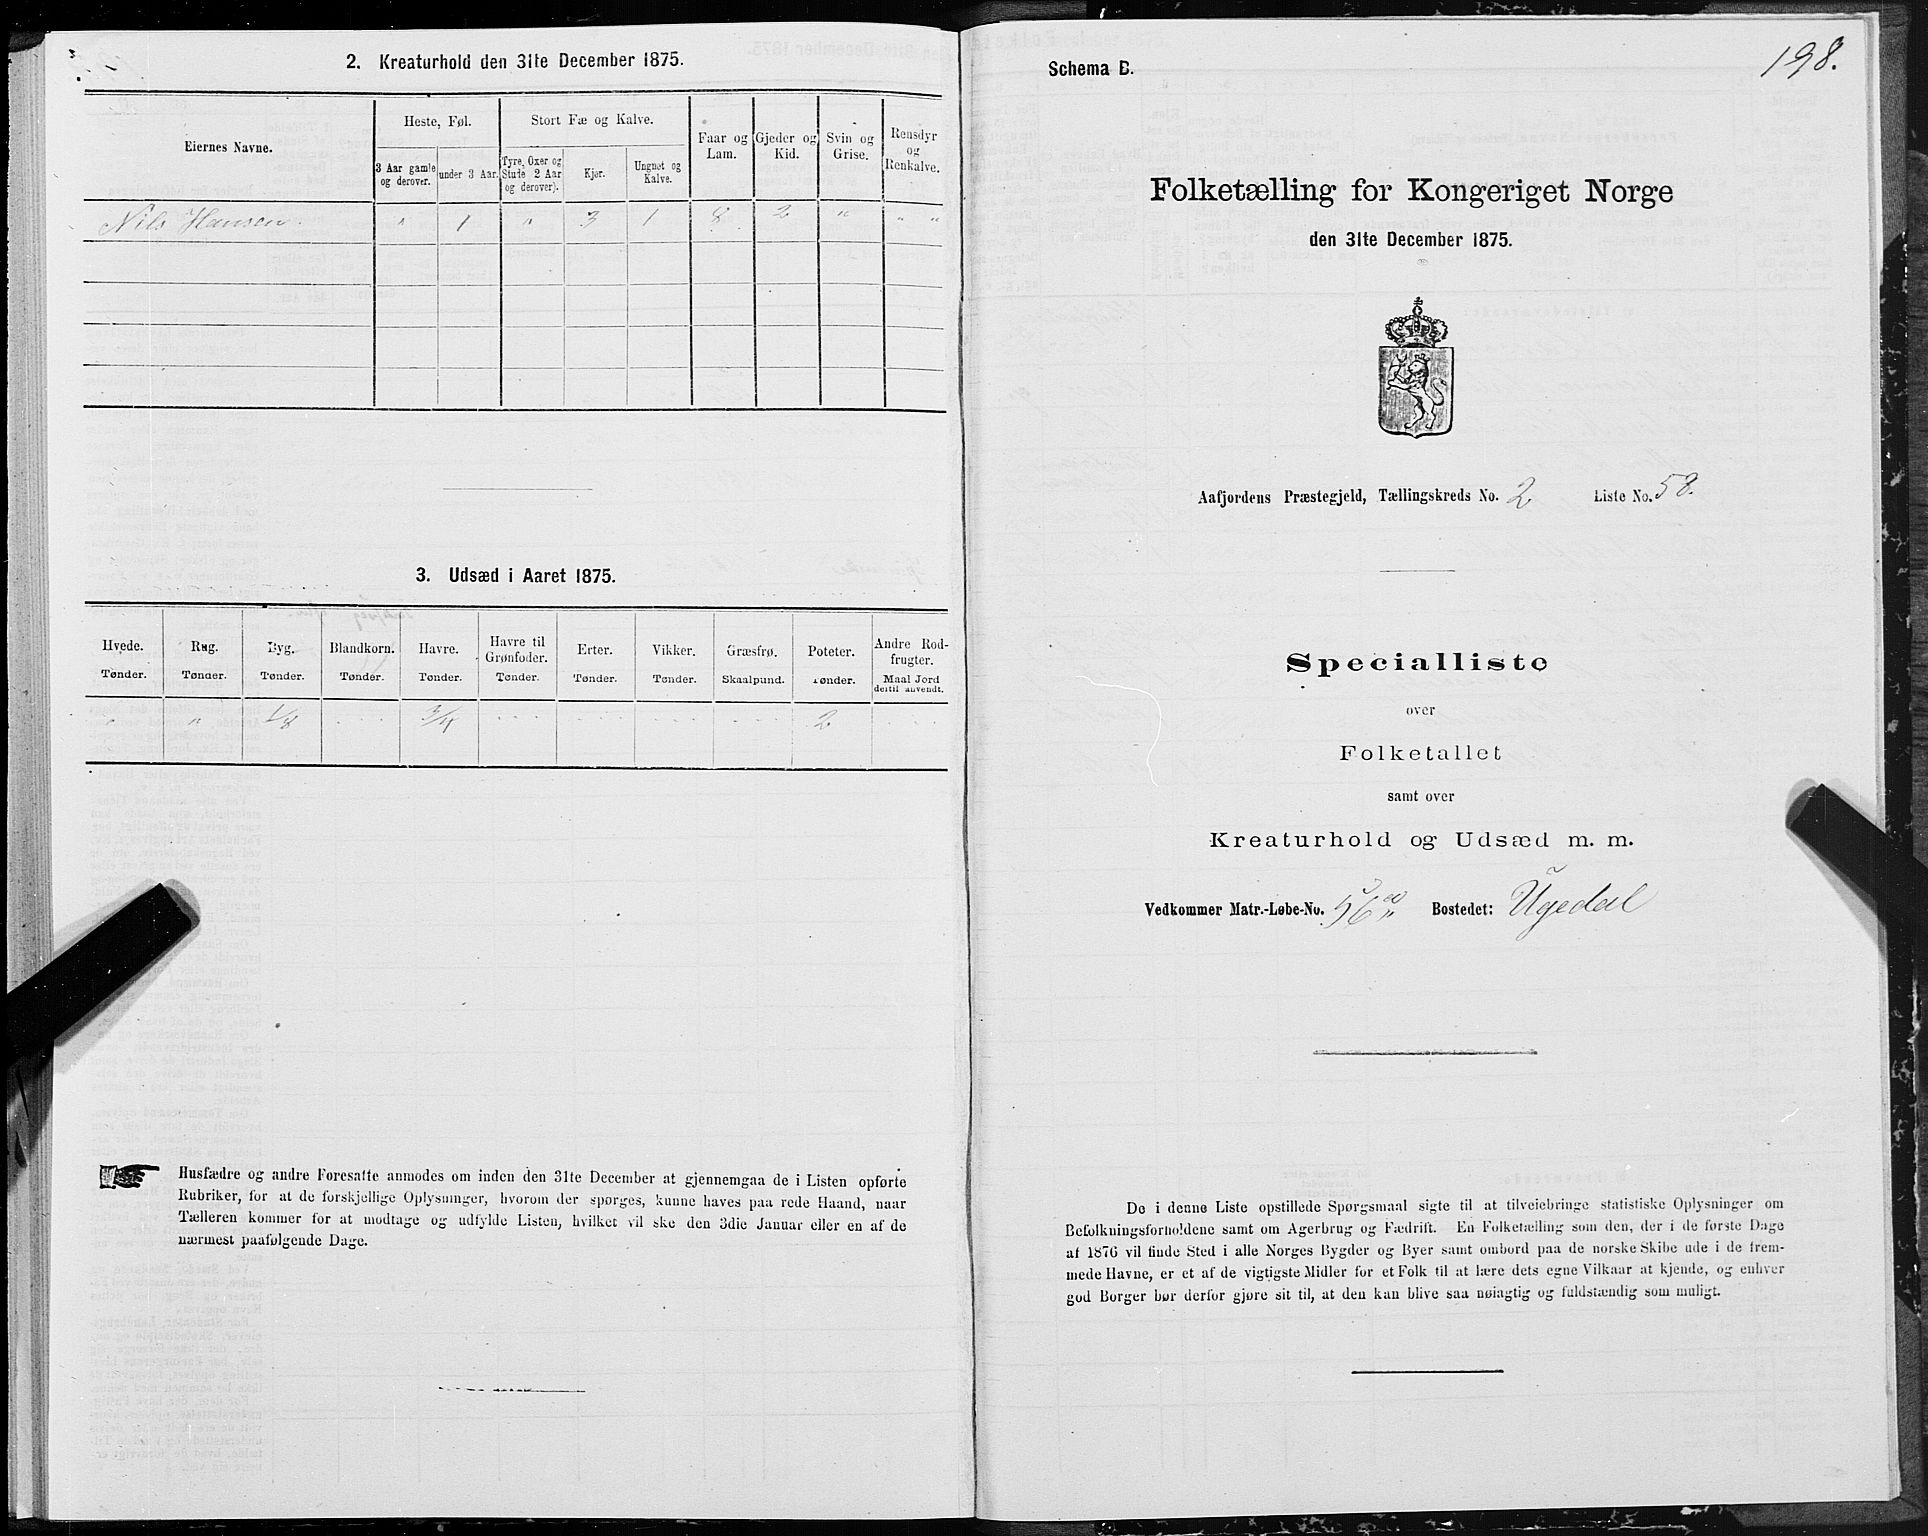 2. Kreaturhold den 31te December 1875.
Eiernes Navne.
Heste, Føl.
Stort Fæ og Kalve.
Faar og Lam.
Gjeder og Kid.
Svin og Grise.
Rensdyr og Renkalve.
3 Aar gamle og derover.
under 3 Aar.
Tyre, Oxer og Stude 2 Aar og derover).
Kjør.
Ungnøt og Kalve.
Nils Hansen. " 1 " 3 1 8 2 " " "
3. Udsæd i Aaret 1875.
Hvede. Rug. Byg. Blandkorn. Havre. Havre til Grønfoder. Erter. Vikker. Græsfrø. Poteter. Andre Rodfrugter.
Tønder. Tønder. Tønder. Tønder. Tønder. Tønder. Tønder. Tønder. Skaalpund. Tønder. Maal Jord dertil anvendt.
" " 1/8 3/4 2
Husfædre og andre Foresatte anmodes om inden den 31te December at gjennemgaa de i Listen opførte
Rubriker, for at de forskjellige Oplysninger, hvorom der spørges, kunne haves paa rede Haand, naar
Tælleren kommer for at modtage og udfylde Listen, hvilket vil ske den 3die Januar eller en af de
nærmest paafølgende Dage.
198.
Schema B.
Folketælling for Kongeriget Norge
den 31te December 1875.
Aafjordens Præstegjeld, Tællingskreds No. 2 Liste No. 58.
Specialliste
over
Folketallet
samt over
Kreaturhold og Udsæd m. m.
Vedkommer Matr.-Løbe-No. 56 Bostedet: Ugedal
De i denne Liste opstillede Spørgsmaal sigte til at tilveiebringe statistiske Oplysninger om
Befolkningsforholdene samt om Agerbrug og Fædrift. En Folketælling som den, der i de første Dage
af 1876 vil finde Sted i alle Norges Bygder og Byer samt ombord paa de norske Skibe ude i de frem-
mede Havne, er et af de vigtigste Midler for et Folk til at lære dets egne Vilkaar at kjende, og enhver
god Borger bør derfor gjøre sit til, at den kan blive saa nøiagtig og fuldstændig som muligt.